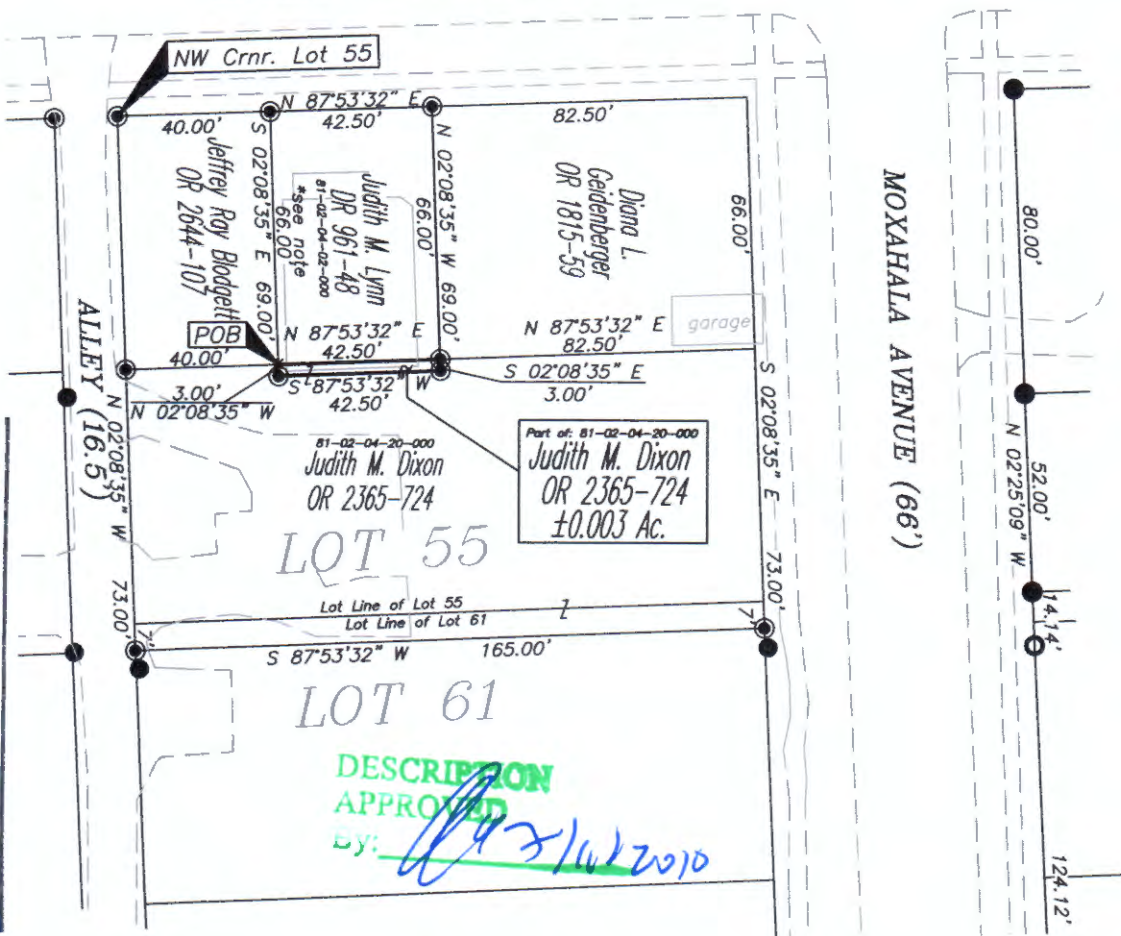 NW Crnr. Lot 55
N 87°53'32" E
40.00'
42.50'
82.50'
Jeffrey Ray Blodgett
OR 2644-107
S 02°08'35" E 69.00'
66.00'
Judith M. Lynn
DR 961-48
81-02-04-02-000
*see note
N 02°08'35" W 69.00'
66.00'
Diana L.
Geidenberger
OR 1815-59
66.00'
garage
MOXAHALA AVENUE (66')
80.00'
52.00'
N 02°25'09" W
14.14'
124.12'
POB
N 87°53'32" E
42.50'
N 87°53'32" E
82.50'
40.00'
3.00'
N 02°08'35" W
S 87°53'32" W
42.50'
S 02°08'35" E
3.00'
ALLEY (16.5')
N 02°08'35" W
73.00'
S 02°08'35" E 73.00'
81-02-04-20-000
Judith M. Dixon
OR 2365-724
Part of: 81-02-04-20-000
Judith M. Dixon
OR 2365-724
±0.003 Ac.
LOT 55
Lot Line of Lot 55
Lot Line of Lot 61
7'
7'
S 87°53'32" W 165.00'
LOT 61
DESCRIPTION
APPROVED
By:
2010